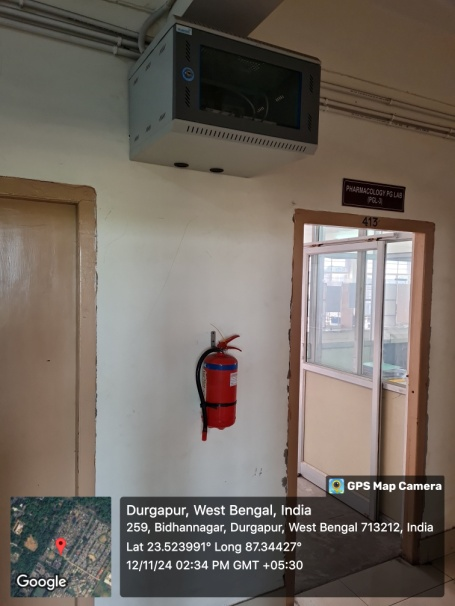 PHARMACOLOGY PG LAB
(PGL-3)
413
GPS Map Camera
Durgapur, West Bengal, India
259, Bidhannagar, Durgapur, West Bengal 713212, India
Lat 23.523991° Long 87.34427°
12/11/24 02:34 PM GMT +05:30
Google